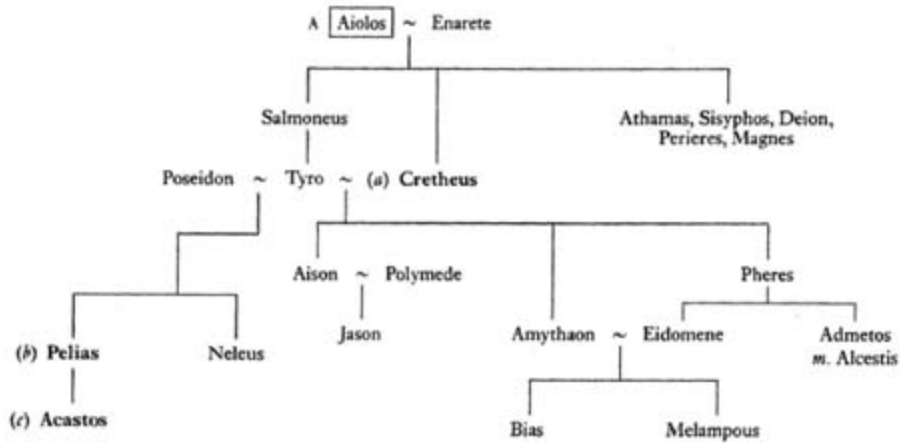 A Aiolos ~ Enarete
Salmoneus
Athamas, Sisyphos, Deion,
Perieres, Magnes
Poseidon ~ Tyro ~ (a) Cretheus
Aison ~ Polymede
Pheres
Jason
Amythaon ~ Eidomene
Admetos
m. Alcestis
(b) Pelias
Neleus
(c) Acastos
Bias
Melampous